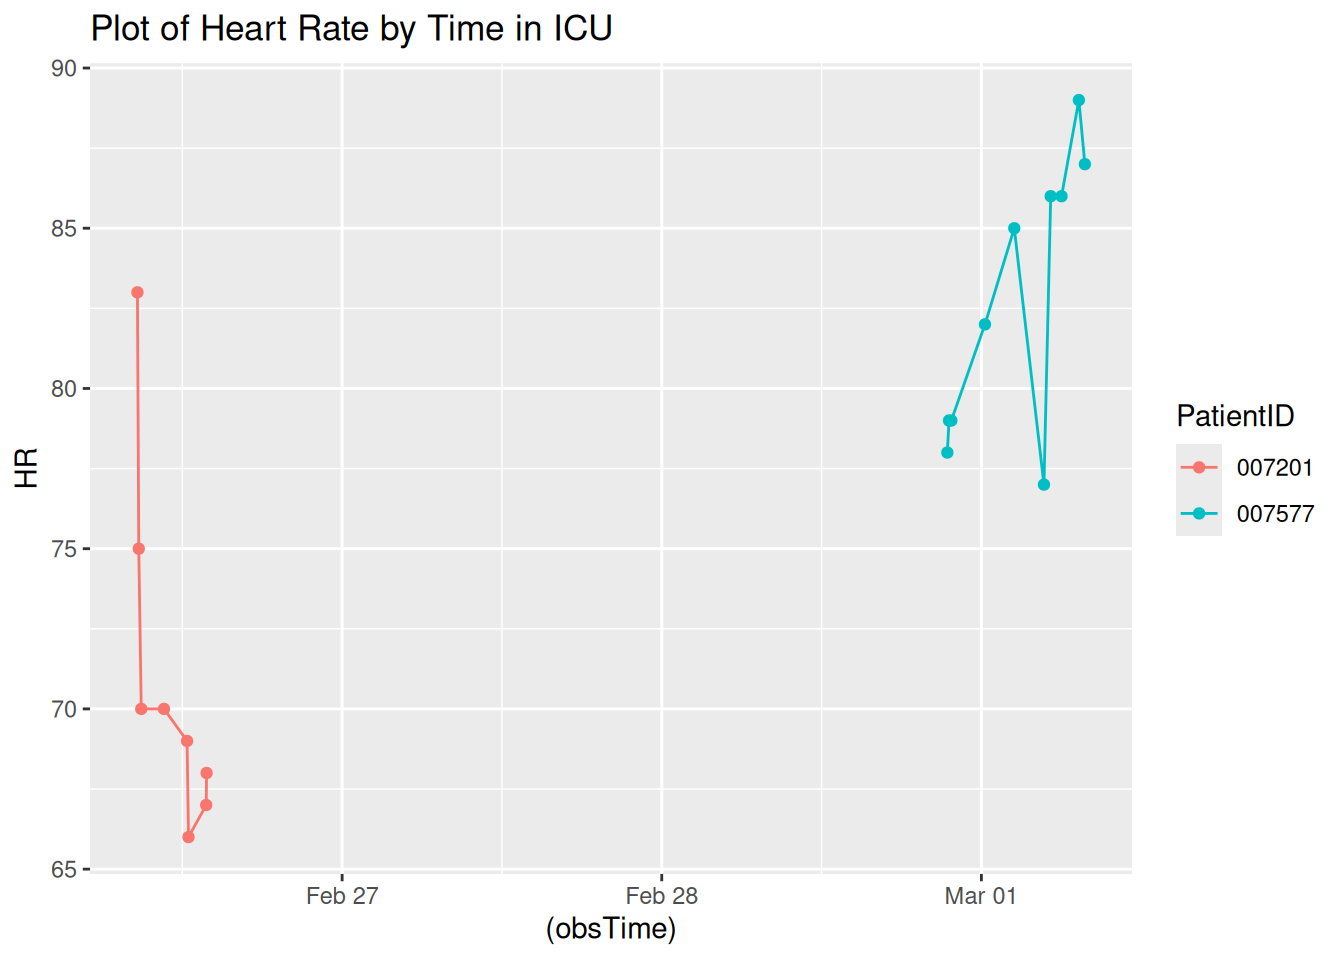 Plot of Heart Rate by Time in ICU
90
85
80
75
70
65
HR
Feb 27
Feb 28
Mar 01
(obsTime)
PatientID
007201
007577